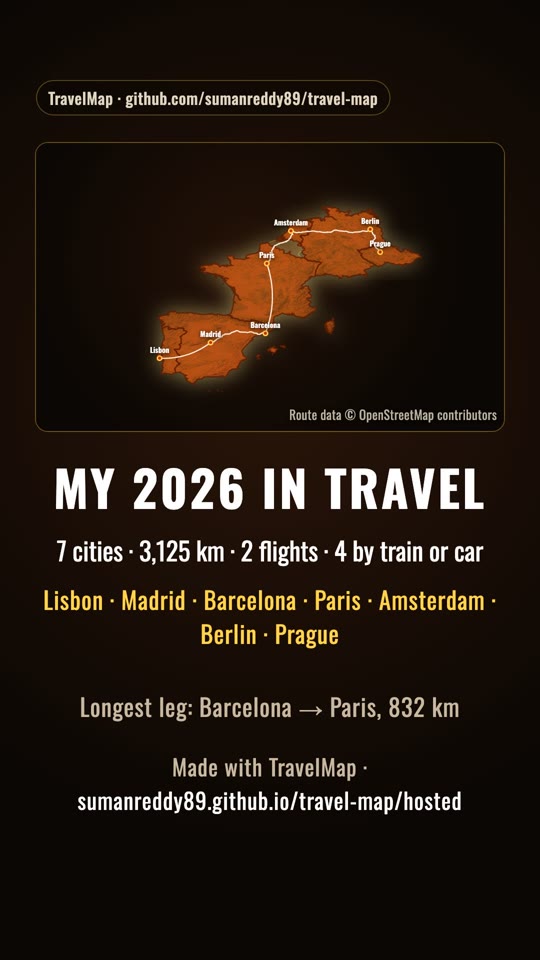 TravelMap · github.com/sumanreddy89/travel-map
Amsterdam
Berlin
Prague
Paris
Barcelona
Madrid
Lisbon
Route data © OpenStreetMap contributors
MY 2026 IN TRAVEL
7 cities · 3,125 km · 2 flights · 4 by train or car
Lisbon · Madrid · Barcelona · Paris · Amsterdam ·
Berlin · Prague
Longest leg: Barcelona → Paris, 832 km
Made with TravelMap ·
sumanreddy89.github.io/travel-map/hosted